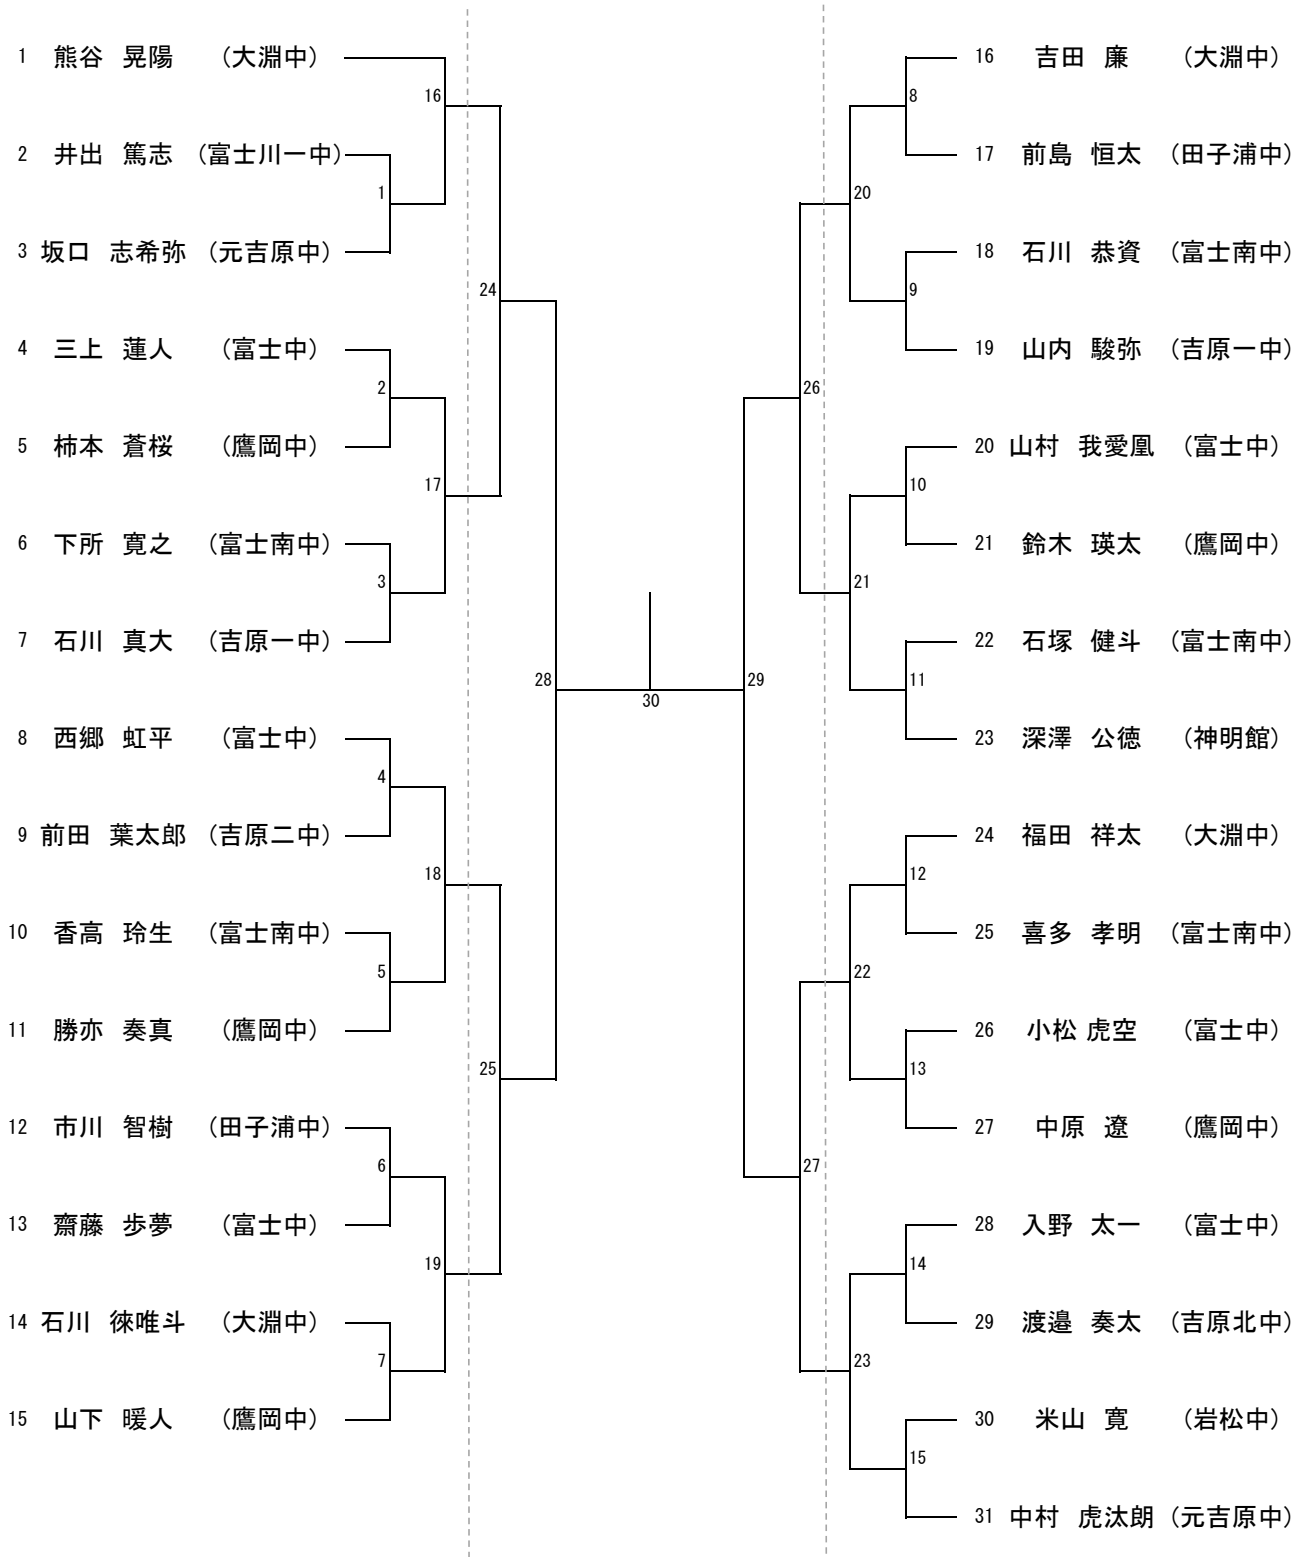 1 熊谷 晃陽 （大淵中）
2 井出 篤志 （富士川一中）
3 坂口 志希弥 （元吉原中）
4 三上 蓮人 （富士中）
5 柿本 蒼桜 （鷹岡中）
6 下所 寛之 （富士南中）
7 石川 真大 （吉原一中）
8 西郷 虹平 （富士中）
9 前田 葉太郎 （吉原二中）
10 香高 玲生 （富士南中）
11 勝亦 奏真 （鷹岡中）
12 市川 智樹 （田子浦中）
13 齋藤 歩夢 （富士中）
14 石川 徠唯斗 （大淵中）
15 山下 暖人 （鷹岡中）
16
1
24
2
17
3
28
4
18
5
25
6
19
7
30
16 吉田 廉 （大淵中）
17 前島 恒太 （田子浦中）
18 石川 恭資 （富士南中）
19 山内 駿弥 （吉原一中）
20 山村 我愛凰 （富士中）
21 鈴木 瑛太 （鷹岡中）
22 石塚 健斗 （富士南中）
23 深澤 公徳 （神明館）
24 福田 祥太 （大淵中）
25 喜多 孝明 （富士南中）
26 小松 虎空 （富士中）
27 中原 遼 （鷹岡中）
28 入野 太一 （富士中）
29 渡邉 奏太 （吉原北中）
30 米山 寛 （岩松中）
31 中村 虎汰朗 （元吉原中）
8
20
9
26
10
21
11
29
12
22
13
27
14
23
15